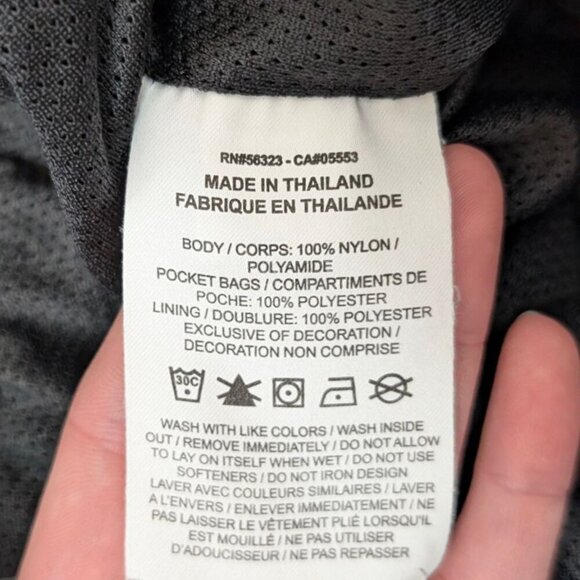 RN#56323 - CA#05553
MADE IN THAILAND
FABRIQUE EN THAILANDE
BODY / CORPS: 100% NYLON /
POLYAMIDE
POCKET BAGS / COMPARTIMENTS DE
POCHE: 100% POLYESTER
LINING / DOUBLURE: 100% POLYESTER
EXCLUSIVE OF DECORATION /
DECORATION NON COMPRISE
30C
WASH WITH LIKE COLORS / WASH INSIDE
OUT / REMOVE IMMEDIATELY / DO NOT ALLOW
TO LAY ON ITSELF WHEN WET / DO NOT USE
SOFTENERS / DO NOT IRON DESIGN
LAVER AVEC COULEURS SIMILAIRES / LAVER
A L'ENVERS / ENLEVER IMMEDIATEMENT / NE
PAS LAISSER LE VÊTEMENT PLIÉ LORSQU'IL
EST MOUILLÉ / NE PAS UTILISER
D'ADOUCISSEUR / NE PAS REPASSER